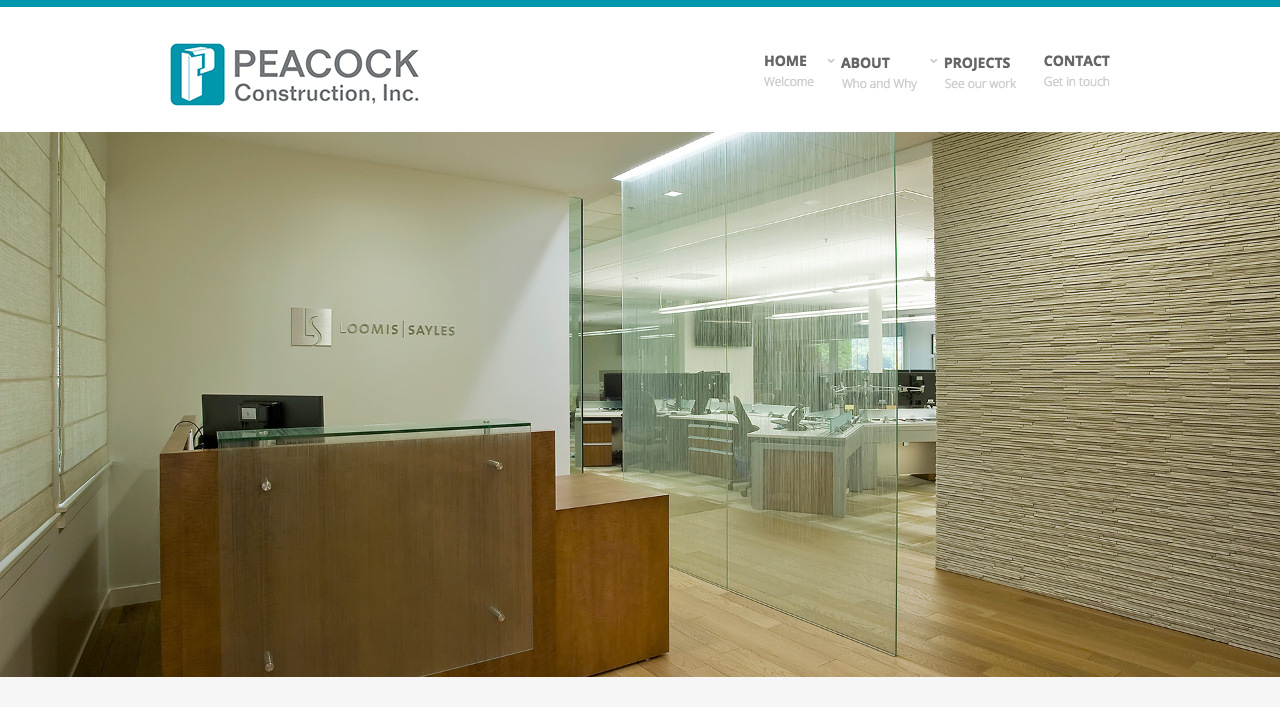 PEACOCK
Construction, Inc.
HOME
Welcome
ABOUT
Who and Why
PROJECTS
See our work
CONTACT
Get in touch
LS LOOMIS|SAYLES